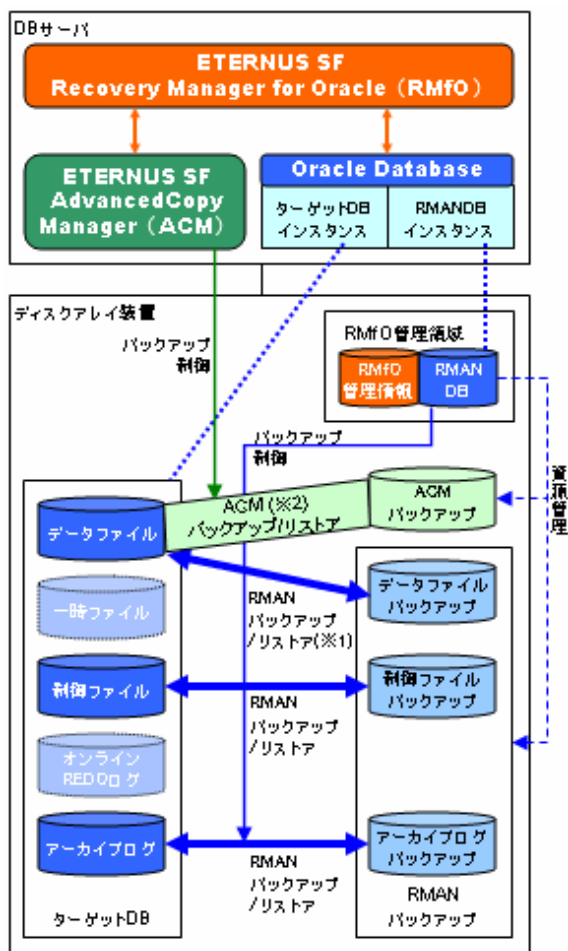 DBサーバ
ETERNUS SF
Recovery Manager for Oracle（RMfO）
ETERNUS SF
AdvancedCopy
Manager（ACM）
Oracle Database
ターゲットDB
インスタンス
RMANDB
インスタンス
ディスクアレイ装置
バックアップ
制御
RMfO管理領域
RMfO
管理情報
RMAN
DB
バックアップ
制御
資源管理
ACM（※2）
バックアップ/リストア
ACM
バックアップ
データファイル
データファイル
バックアップ
一時ファイル
RMAN
バックアップ
/リストア(※1)
制御ファイル
制御ファイル
バックアップ
RMAN
バックアップ
/リストア
オンライン
REDOログ
アーカイブログ
アーカイブログ
バックアップ
RMAN
バックアップ
/リストア
RMAN
バックアップ
ターゲットDB